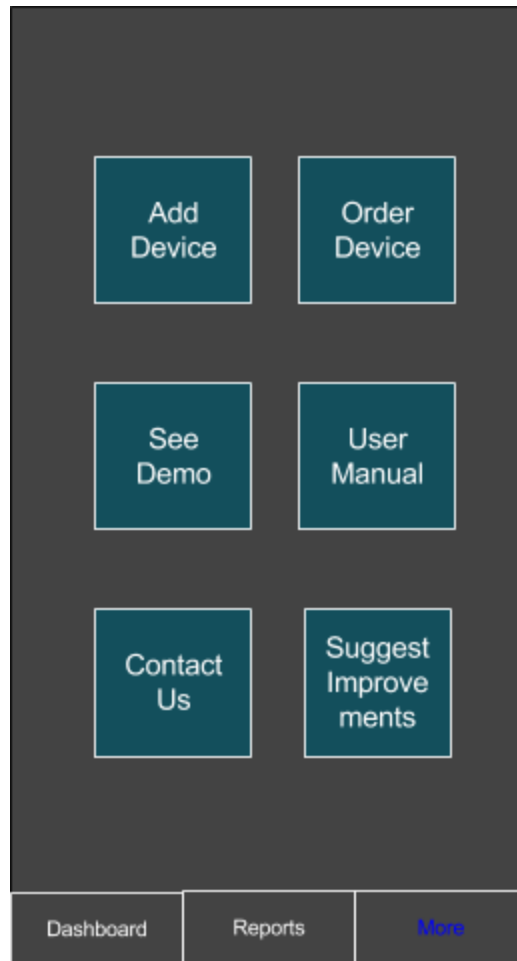 Add
Device
Order
Device
See
Demo
User
Manual
Contact
Us
Suggest
Improve
ments
Dashboard
Reports
More